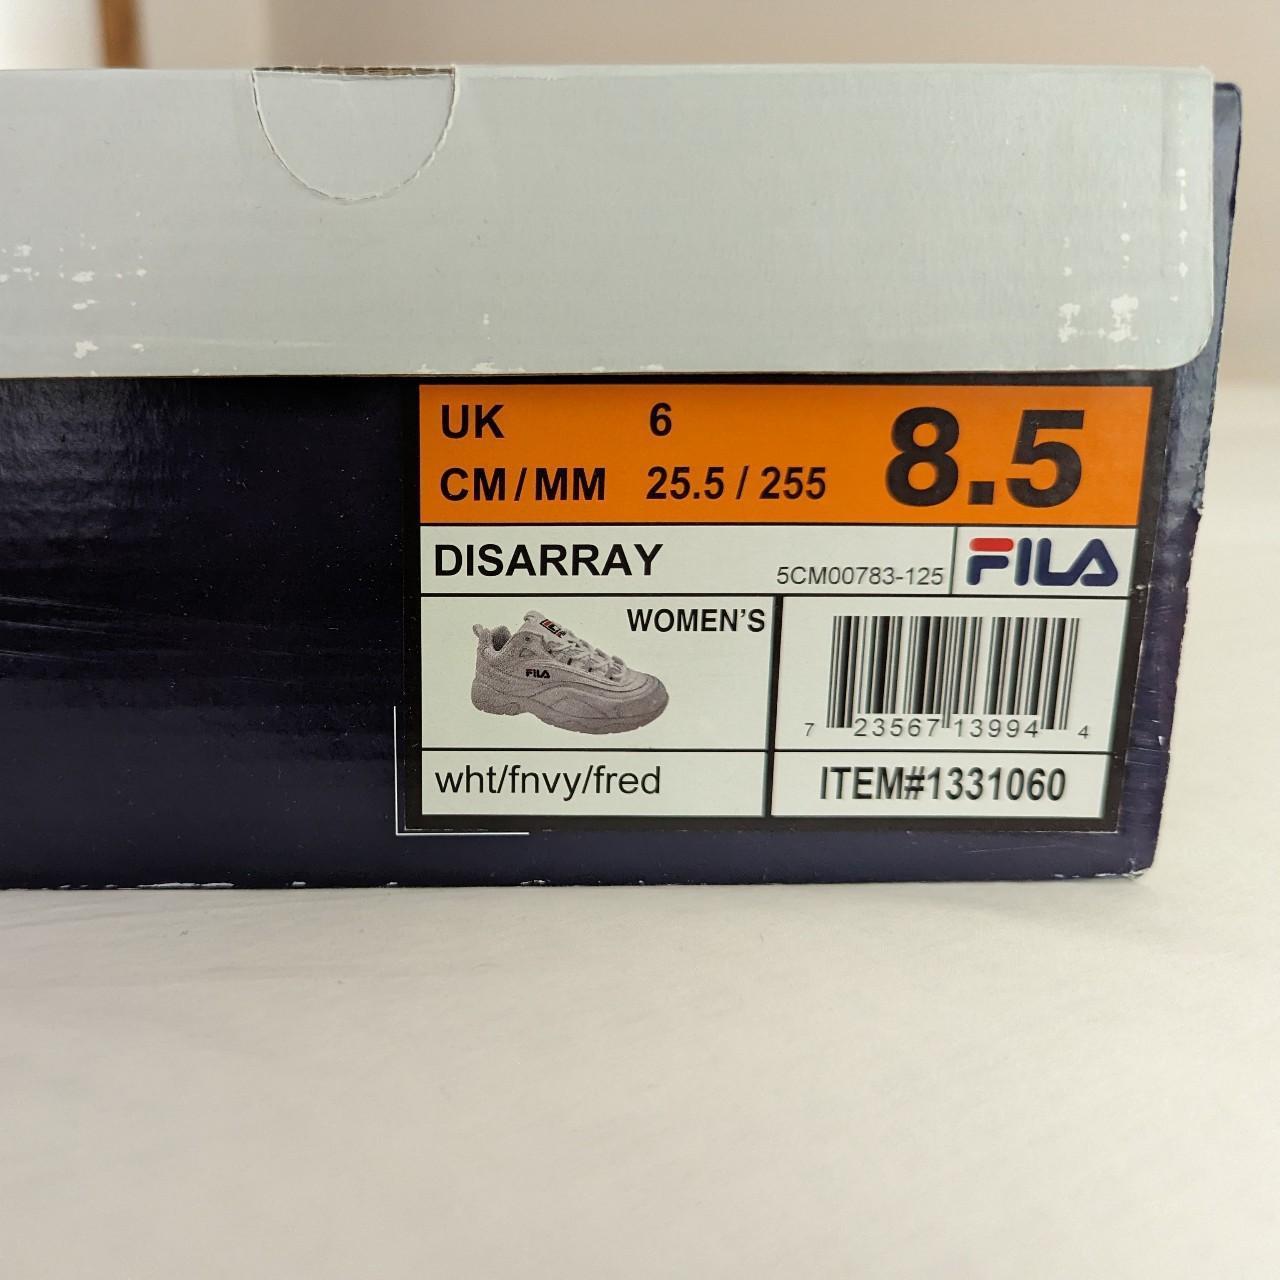 UK 6
CM/MM 25.5 / 255
8.5
DISARRAY
5CM00783-125
FILA
WOMEN'S
FILA
7 23567 13994 4
wht/fnvy/fred
ITEM#1331060